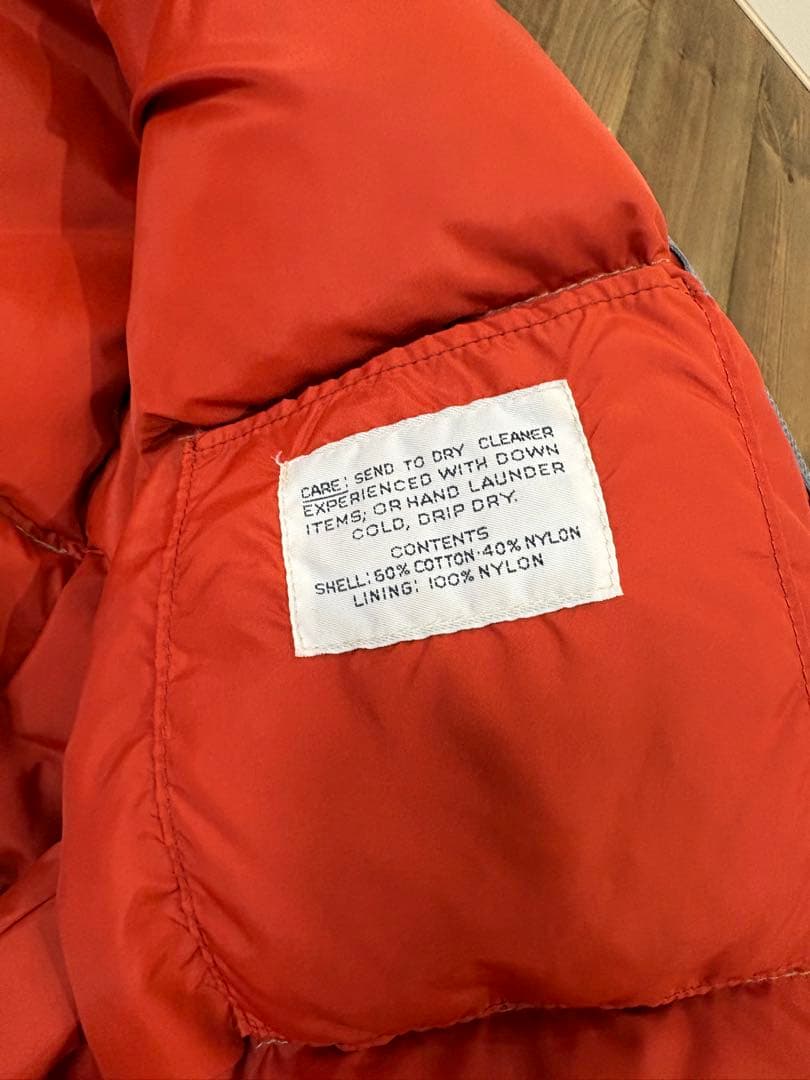 CARE: SEND TO DRY CLEANER
EXPERIENCED WITH DOWN
ITEMS; OR HAND LAUNDER
COLD, DRIP DRY.
CONTENTS
SHELL: 60% COTTON·40% NYLON
LINING: 100% NYLON